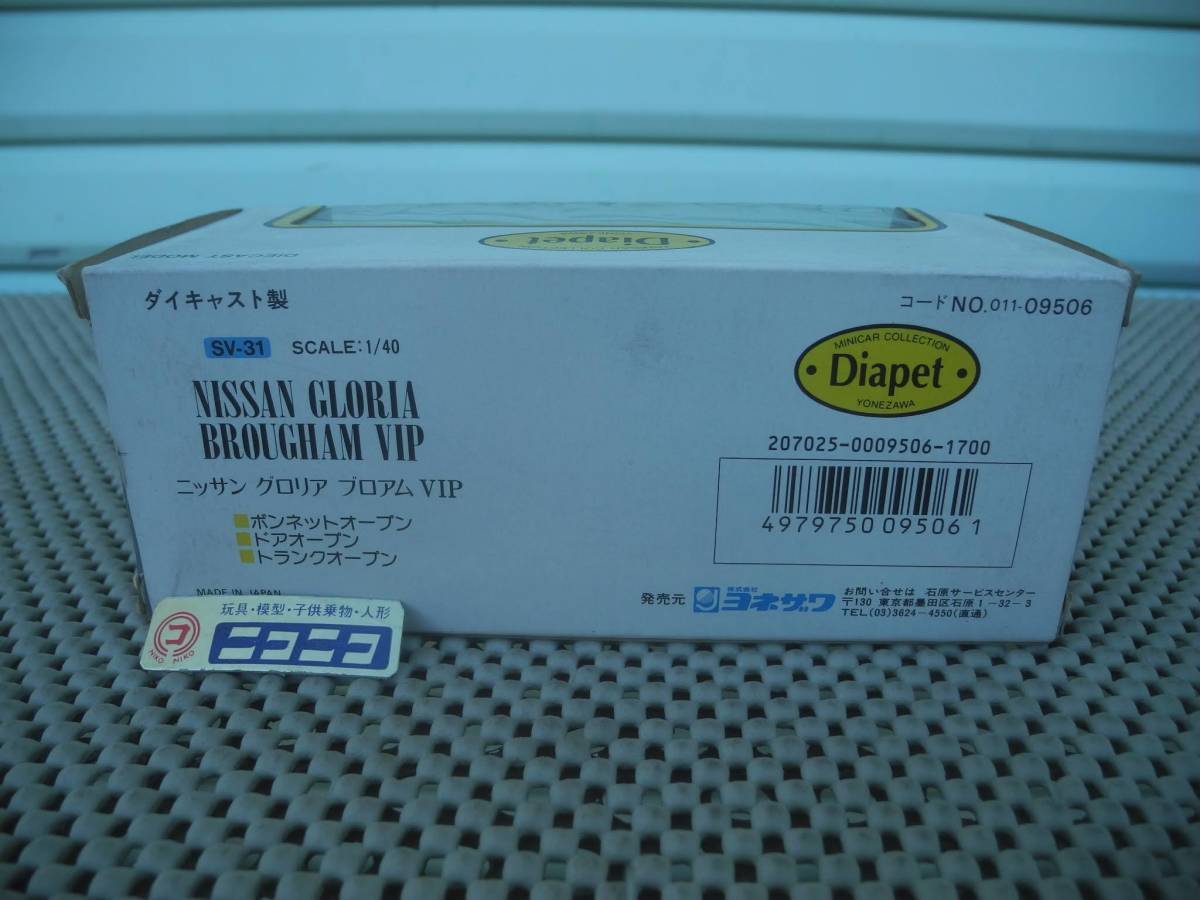 DIECAST MODEL
Diapet
ダイキャスト製
コードNO.011-09506
SV-31 SCALE:1/40
NISSAN GLORIA
BROUGHAM VIP
ニッサン グロリア ブロアム VIP
■ボンネットオープン
■ドアオープン
■トランクオープン
MINICAR COLLECTION
• Diapet •
YONEZAWA
207025-0009506-1700
4979750095061
MADE IN JAPAN
発売元 株式会社 ヨネザワ
お問い合せは 石原サービスセンター
〒130 東京都墨田区石原1-32-3
TEL(03)3624-4550(直通)
玩具・模型・子供乗物・人形
コ NIKO NIKO
ニコニコ